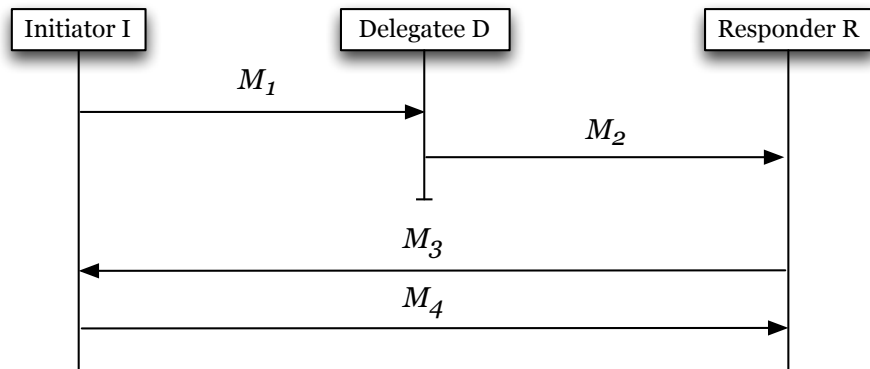 Initiator I
Delegatee D
Responder R
M1
M2
M3
M4